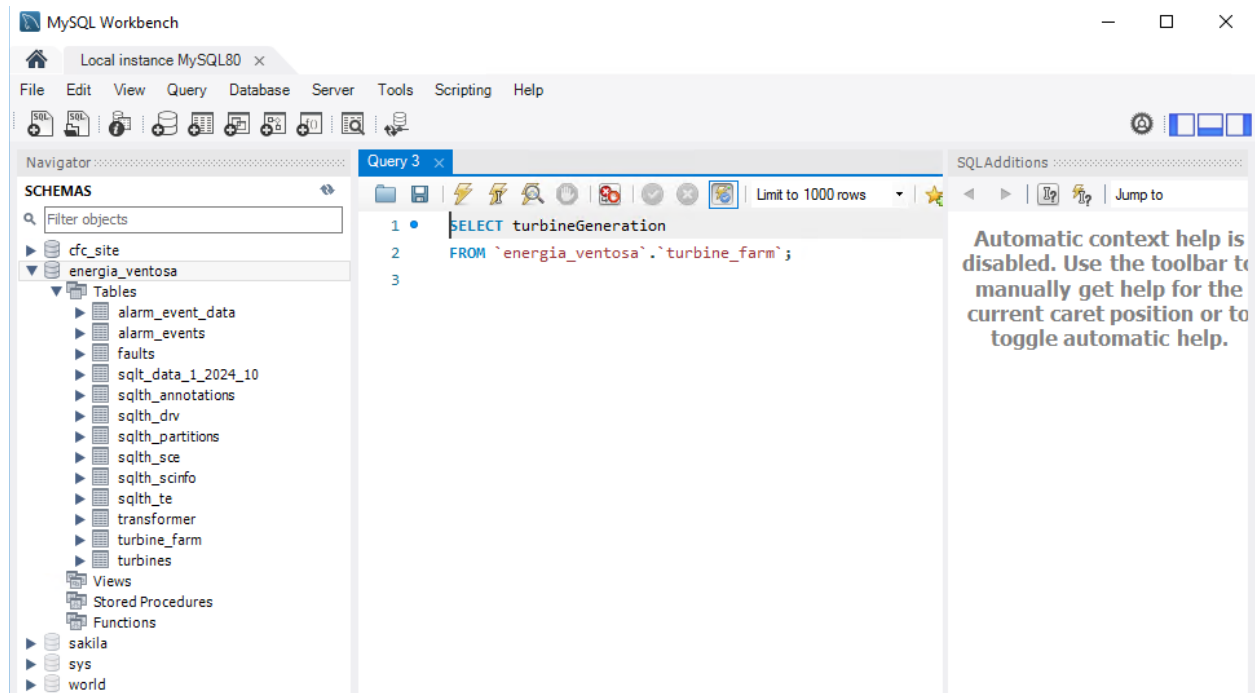 MySQL Workbench
Local instance MySQL80
File Edit View Query Database Server Tools Scripting Help
Navigator
SCHEMAS
Filter objects
cfc_site
energia_ventosa
Tables
alarm_event_data
alarm_events
faults
sqlt_data_1_2024_10
sqlth_annotations
sqlth_drv
sqlth_partitions
sqlth_sce
sqlth_scinfo
sqlth_te
transformer
turbine_farm
turbines
Views
Stored Procedures
Functions
sakila
sys
world
Query 3
Limit to 1000 rows
1 SELECT turbineGeneration
2 FROM `energia_ventosa`.`turbine_farm`;
3
SQLAdditions
Jump to
Automatic context help is
disabled. Use the toolbar to
manually get help for the
current caret position or to
toggle automatic help.